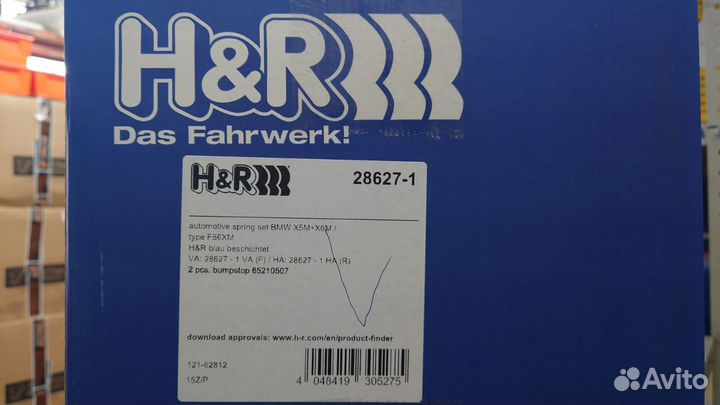 H&R
Das Fahrwerk!
H&R
28627-1
automotive spring set BMW X5M+X6M /
type F56XM
H&R blau beschichtet
VA: 28627 - 1 VA (F) / HA: 28627 - 1 HA (R)
2 pcs. bumpstop 65210507
download approvals: www.h-r.com/en/product-finder
121-62812
15Z/P
4 048419 305275
Avito